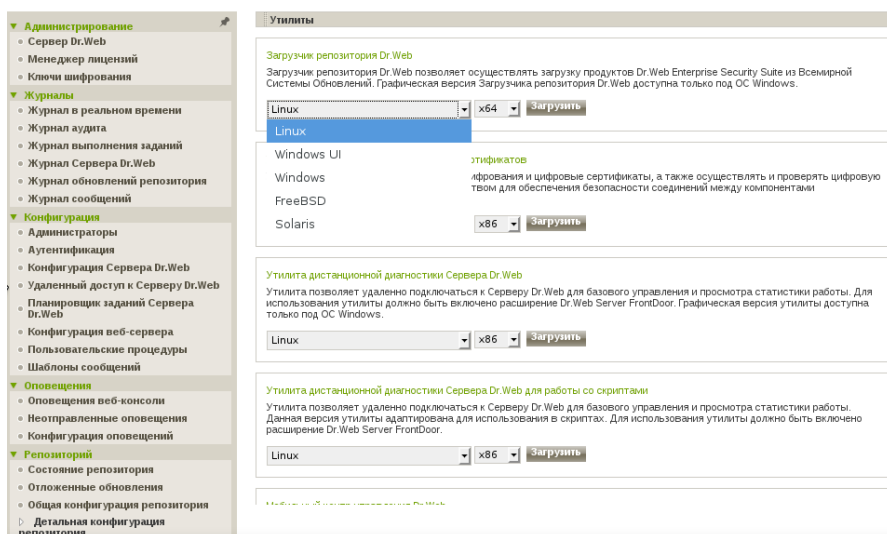 Администрирование
Сервер Dr.Web
Менеджер лицензий
Ключи шифрования
Журналы
Журнал в реальном времени
Журнал аудита
Журнал выполнения заданий
Журнал Сервера Dr.Web
Журнал обновлений репозитория
Журнал сообщений
Конфигурация
Администраторы
Аутентификация
Конфигурация Сервера Dr.Web
Удаленный доступ к Серверу Dr.Web
Планировщик заданий Сервера
Dr.Web
Конфигурация веб-сервера
Пользовательские процедуры
Шаблоны сообщений
Оповещения
Оповещения веб-консоли
Неотправленные оповещения
Конфигурация оповещений
Репозиторий
Состояние репозитория
Отложенные обновления
Общая конфигурация репозитория
Детальная конфигурация
репозитория
Утилиты
Загрузчик репозитория Dr.Web
Загрузчик репозитория Dr.Web позволяет осуществлять загрузку продуктов Dr.Web Enterprise Security Suite из Всемирной
Системы Обновлений. Графическая версия Загрузчика репозитория Dr.Web доступна только под ОС Windows.
Linux x64 Загрузить
Linux
Windows UI
Windows
FreeBSD
Solaris
ртификатов
ифрования и цифровые сертификаты, а также осуществлять и проверять цифровую
твом для обеспечения безопасности соединений между компонентами
x86 Загрузить
Утилита дистанционной диагностики Сервера Dr.Web
Утилита позволяет удаленно подключаться к Серверу Dr.Web для базового управления и просмотра статистики работы. Для
использования утилиты должно быть включено расширение Dr.Web Server FrontDoor. Графическая версия утилиты доступна
только под ОС Windows.
Linux x86 Загрузить
Утилита дистанционной диагностики Сервера Dr.Web для работы со скриптами
Утилита позволяет удаленно подключаться к Серверу Dr.Web для базового управления и просмотра статистики работы.
Данная версия утилиты адаптирована для использования в скриптах. Для использования утилиты должно быть включено
расширение Dr.Web Server FrontDoor.
Linux x86 Загрузить